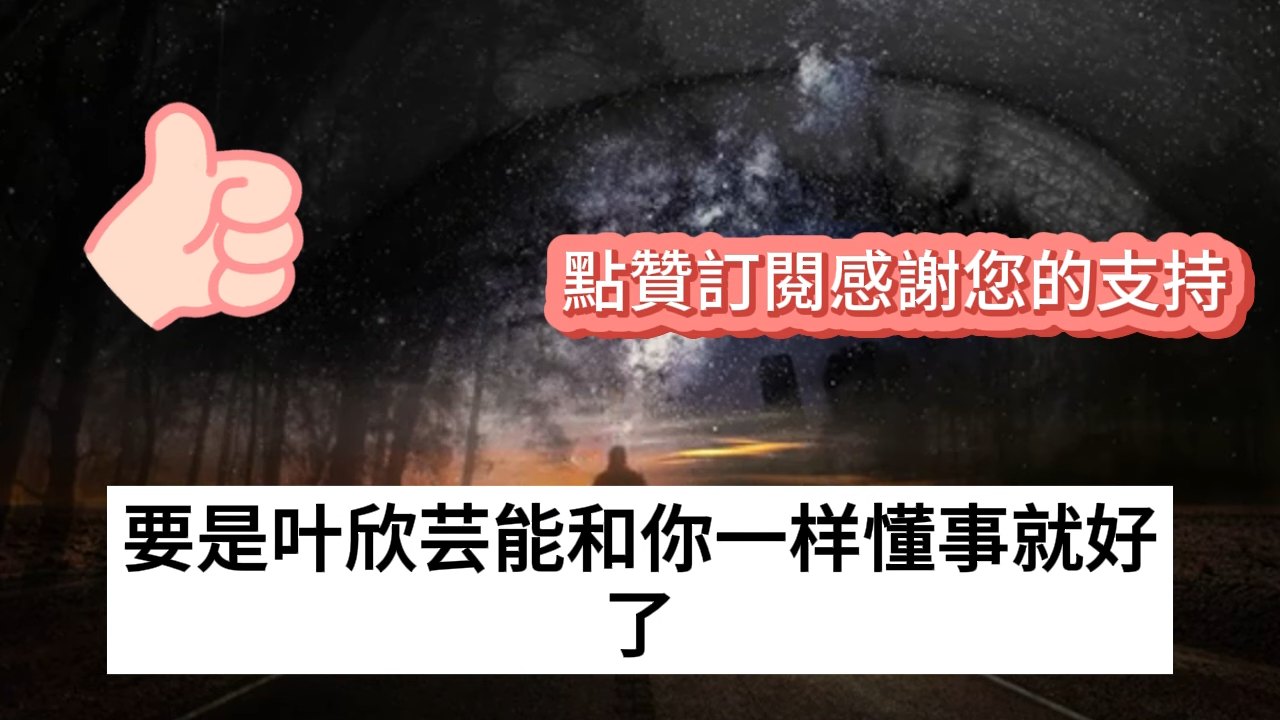 點贊訂閱感謝您的支持
要是叶欣芸能和你一样懂事就好
了